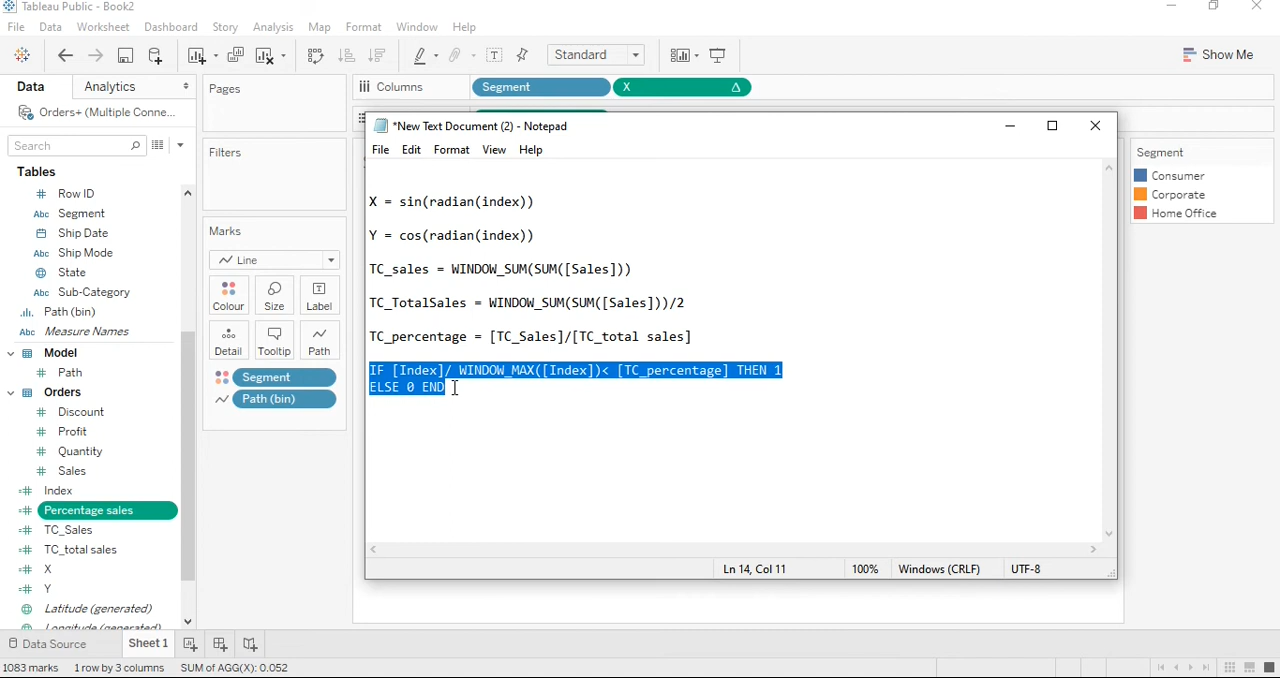 Tableau Public - Book2
File Data Worksheet Dashboard Story Analysis Map Format Window Help
Standard
Show Me
Data Analytics
Pages
Columns Segment X
Orders+ (Multiple Conne...
Search
Filters
Tables
Row ID
Abc Segment
Ship Date
Abc Ship Mode
State
Abc Sub-Category
Path (bin)
Abc Measure Names
Model
Path
Orders
Discount
Profit
Quantity
Sales
Index
Percentage sales
TC_Sales
TC_total sales
X
Y
Latitude (generated)
Longitude (generated)
Marks
Line
Colour Size Label
Detail Tooltip Path
Segment
Path (bin)
*New Text Document (2) - Notepad
File Edit Format View Help
X = sin(radian(index))
Y = cos(radian(index))
TC_sales = WINDOW_SUM(SUM([Sales]))
TC_TotalSales = WINDOW_SUM(SUM([Sales]))/2
TC_percentage = [TC_Sales]/[TC_total sales]
IF [Index]/ WINDOW_MAX([Index])< [TC_percentage] THEN 1
ELSE 0 END
Ln 14, Col 11 100% Windows (CRLF) UTF-8
Segment
Consumer
Corporate
Home Office
Data Source Sheet 1
1083 marks 1 row by 3 columns SUM of AGG(X): 0.052